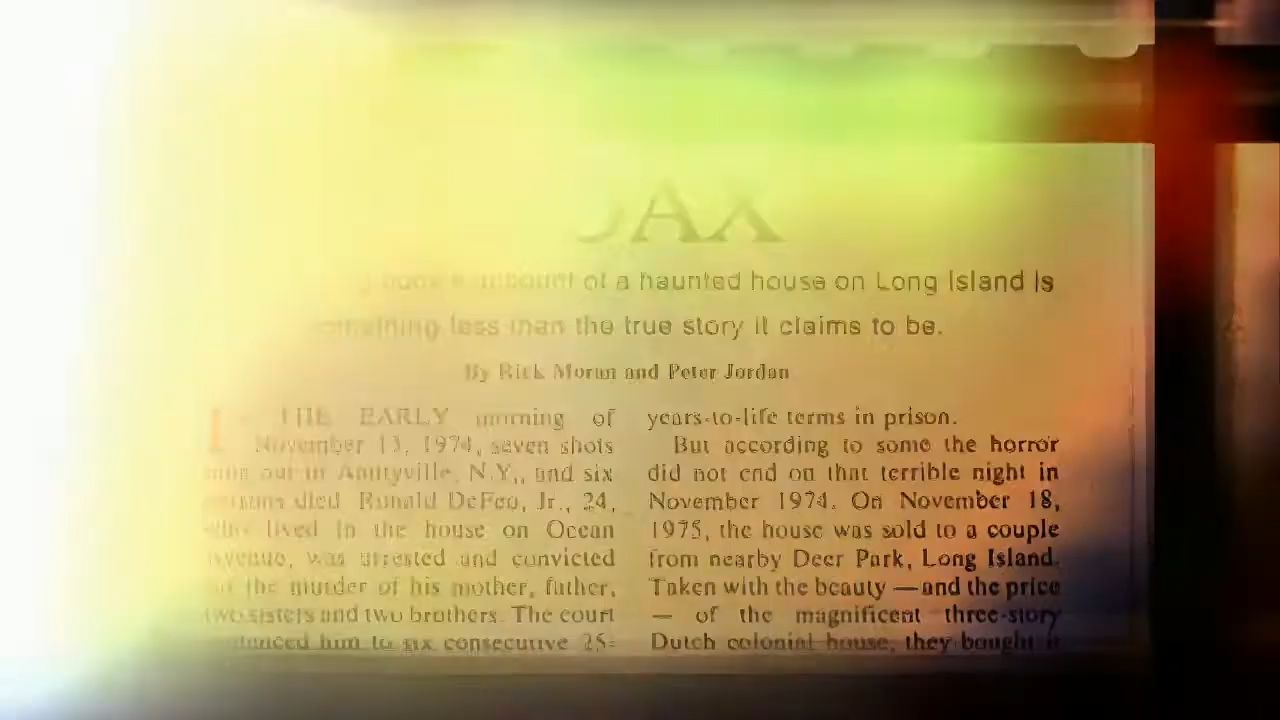 of a haunted house on Long Island is
something less than the true story it claims to be.
By Rick Moran and Peter Jordan
THE EARLY morning of
November 13, 1974, seven shots
out in Amityville, N.Y., and six
persons died. Ronald DeFeo, Jr., 24,
who lived in the house on Ocean
Avenue, was arrested and convicted
of the murder of his mother, father,
two sisters and two brothers. The court
him to six consecutive 25-
years-to-life terms in prison.
But according to some the horror
did not end on that terrible night in
November 1974. On November 18,
1975, the house was sold to a couple
from nearby Deer Park, Long Island.
Taken with the beauty —and the price
— of the magnificent three-story
Dutch colonial house, they bought it